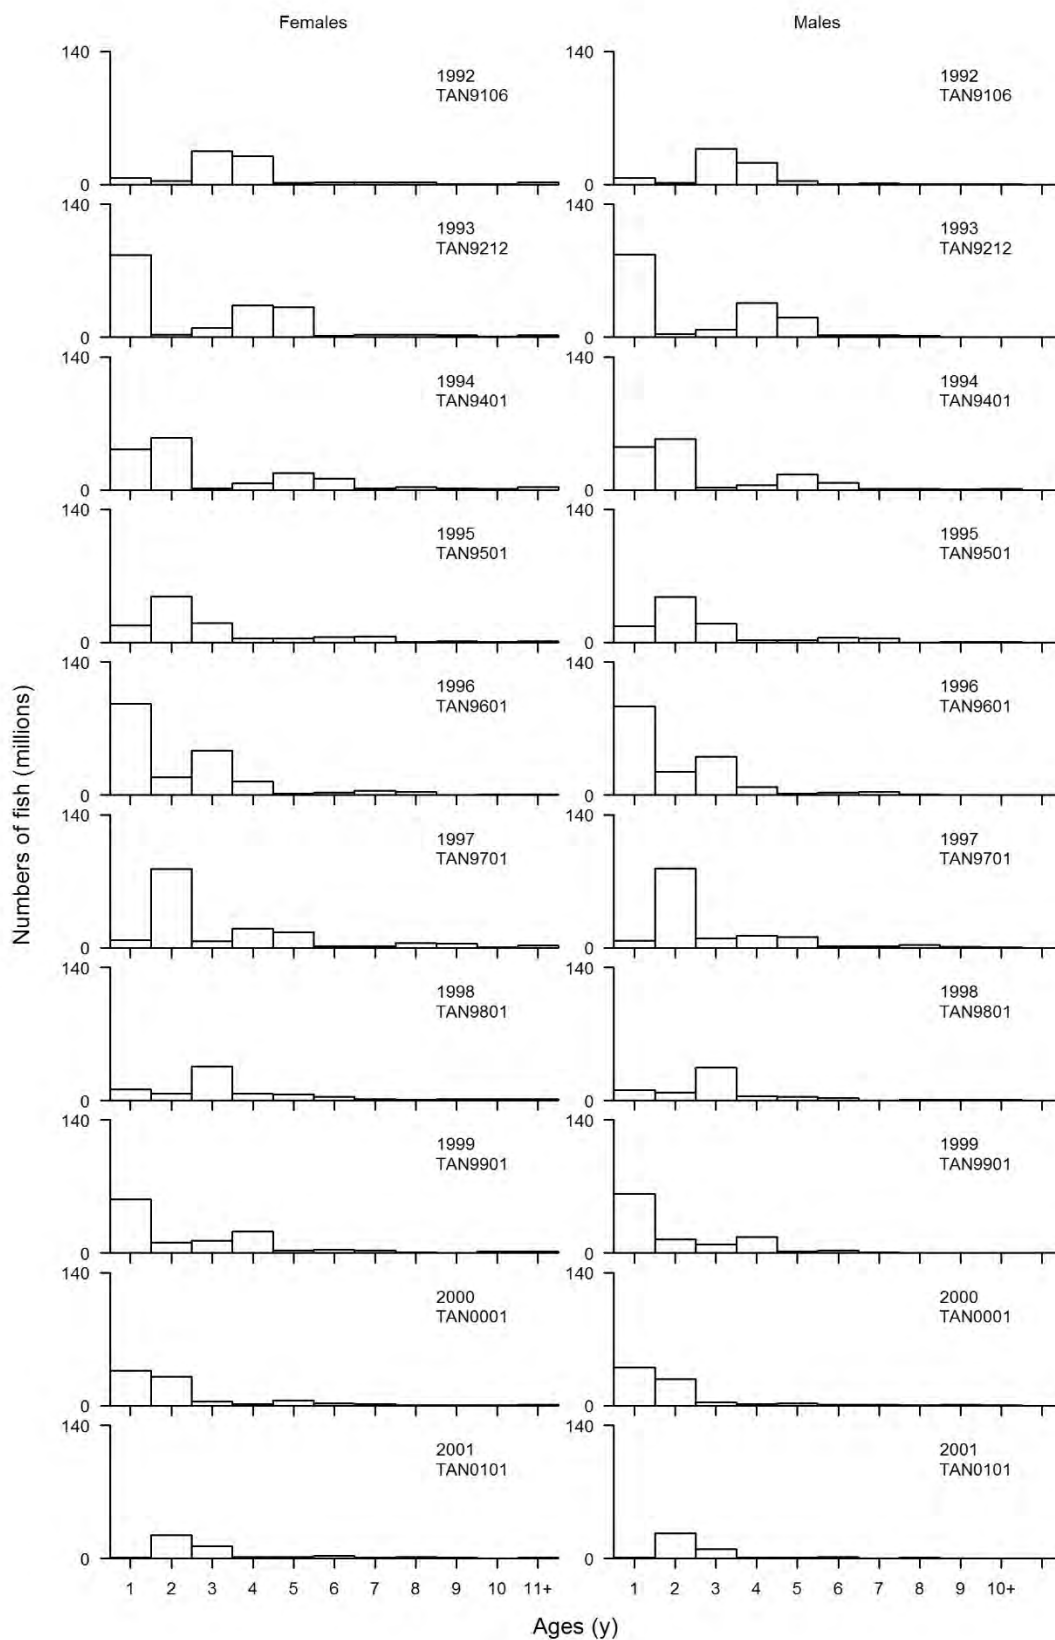 Females
Males
140
1992
TAN9106
0
140
1992
TAN9106
0
140
1993
TAN9212
0
140
1993
TAN9212
0
140
1994
TAN9401
0
140
1994
TAN9401
0
140
1995
TAN9501
0
140
1995
TAN9501
0
140
1996
TAN9601
0
140
1996
TAN9601
0
140
1997
TAN9701
0
140
1997
TAN9701
0
140
1998
TAN9801
0
140
1998
TAN9801
0
140
1999
TAN9901
0
140
1999
TAN9901
0
140
2000
TAN0001
0
140
2000
TAN0001
0
140
2001
TAN0101
0
140
2001
TAN0101
0
1 2 3 4 5 6 7 8 9 10 11+
1 2 3 4 5 6 7 8 9 10+
Numbers of fish (millions)
Ages (y)